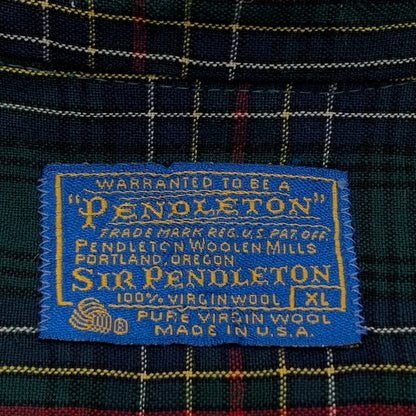 WARRANTED TO BE A
"PENDLETON"
TRADE MARK REG. U.S. PAT OFF.
PENDLETON WOOLEN MILLS
PORTLAND, OREGON
SIR PENDLETON
100% VIRGIN WOOL XL
PURE VIRGIN WOOL
® MADE IN U.S.A.